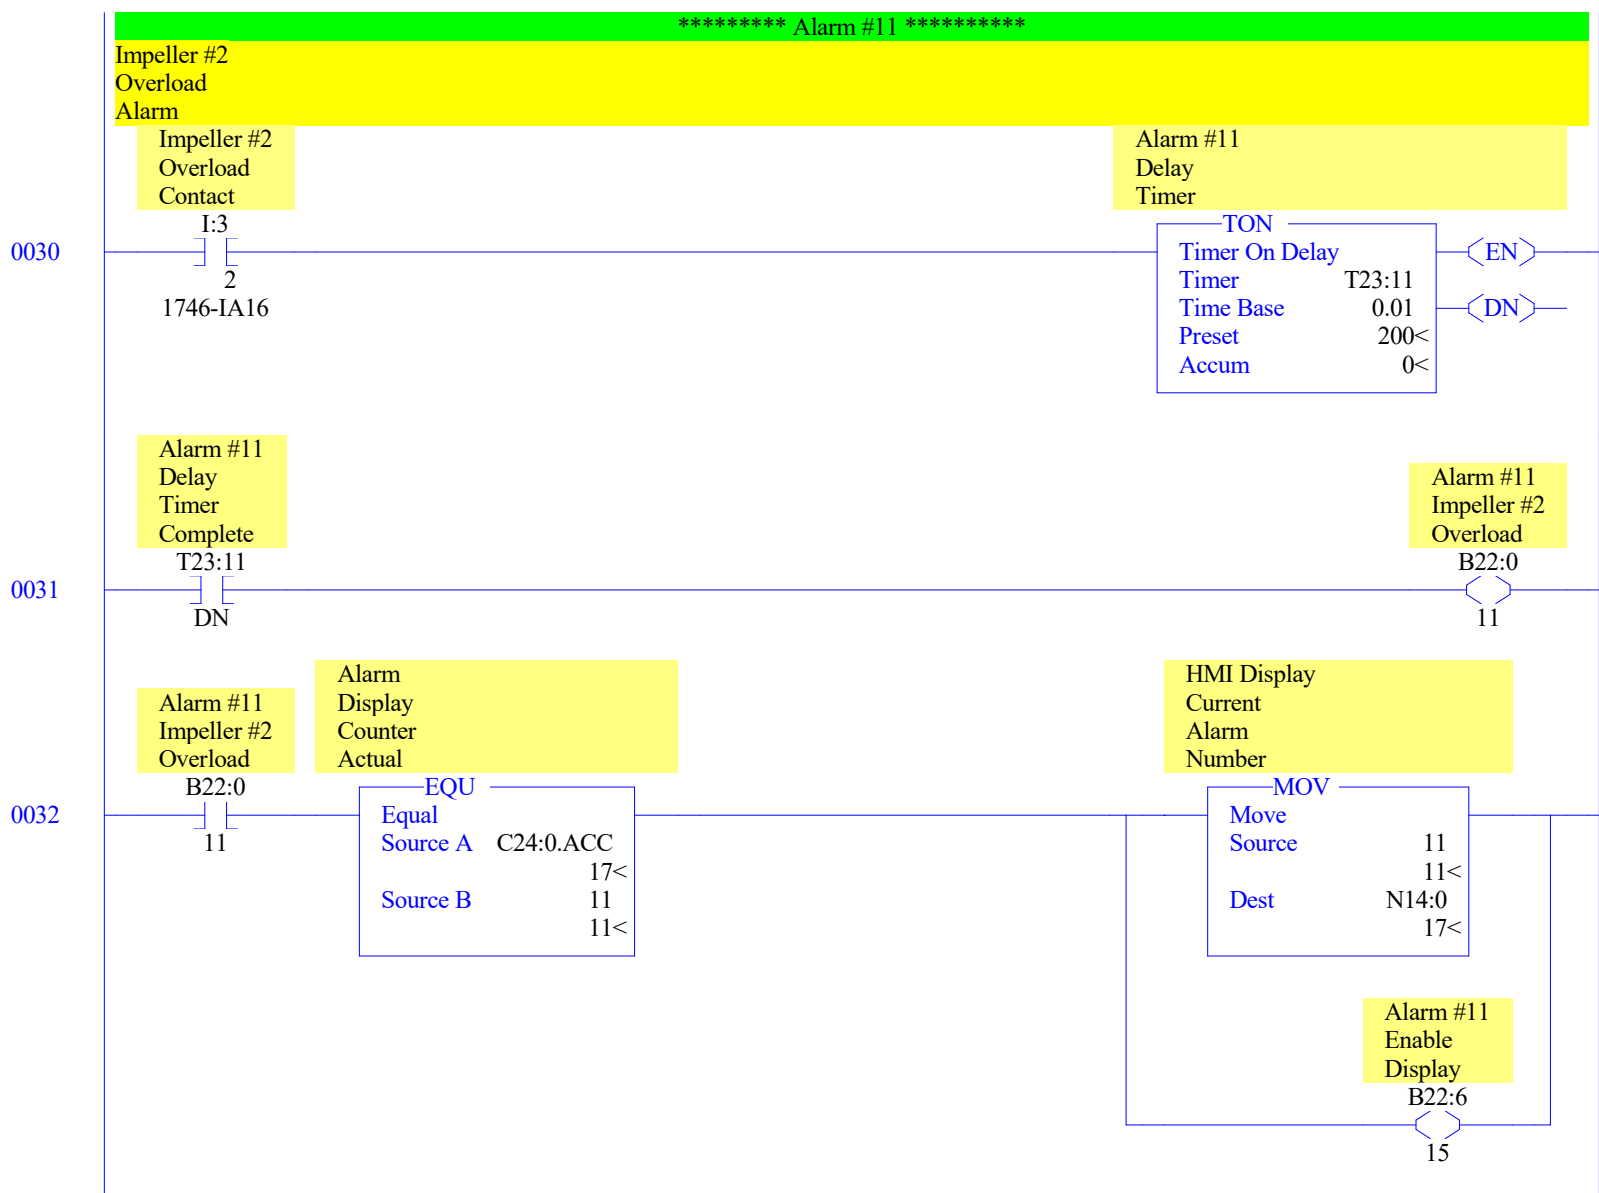 ********* Alarm #11 **********
Impeller #2
Overload
Alarm
Impeller #2
Overload
Contact
I:3
2
1746-IA16
Alarm #11
Delay
Timer
0030
TON
Timer On Delay
Timer T23:11
Time Base 0.01
Preset 200<
Accum 0<
EN
DN
Alarm #11
Delay
Timer
Complete
T23:11
DN
Alarm #11
Impeller #2
Overload
B22:0
11
0031
Alarm #11
Impeller #2
Overload
B22:0
11
Alarm
Display
Counter
Actual
EQU
Equal
Source A C24:0.ACC
17<
Source B 11
11<
HMI Display
Current
Alarm
Number
MOV
Move
Source 11
11<
Dest N14:0
17<
0032
Alarm #11
Enable
Display
B22:6
15